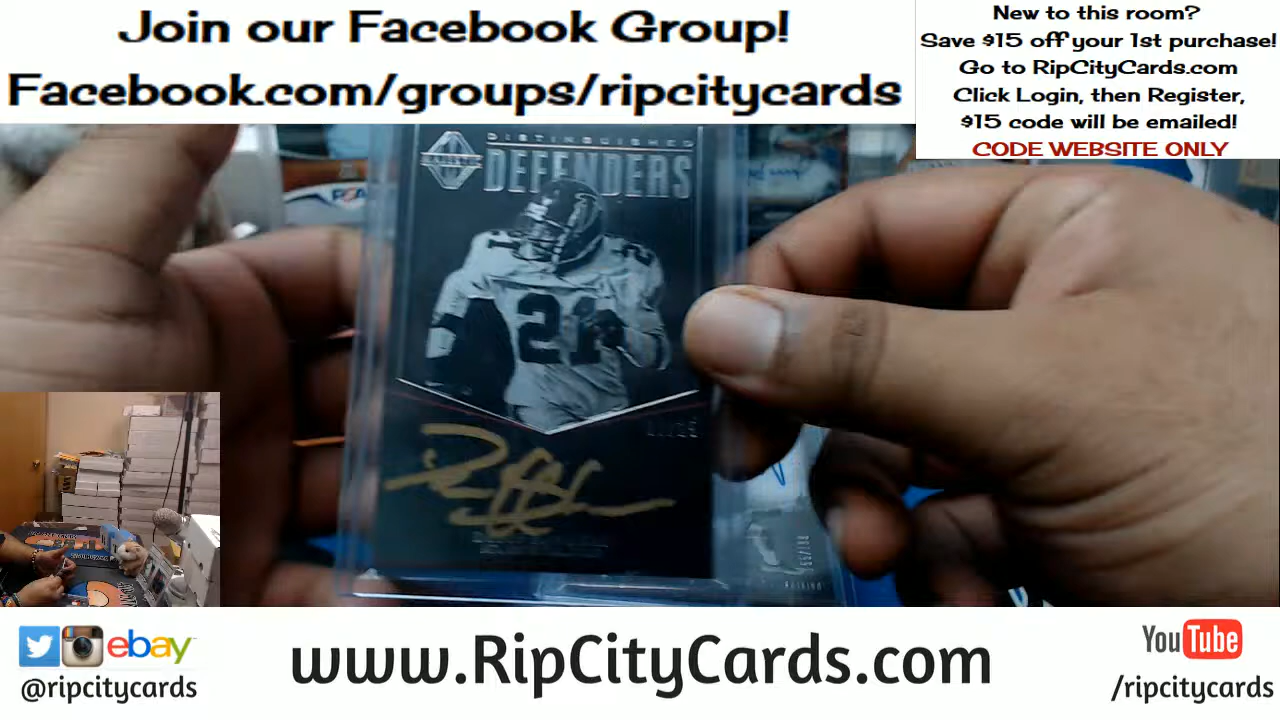 Join our Facebook Group!
Facebook.com/groups/ripcitycards
New to this room?
Save $15 off your 1st purchase!
Go to RipCityCards.com
Click Login, then Register,
$15 code will be emailed!
CODE WEBSITE ONLY
MAJESTIC
DISTINGUISHED
DEFENDERS
21
ebay
@ripcitycards
www.RipCityCards.com
YouTube
/ripcitycards